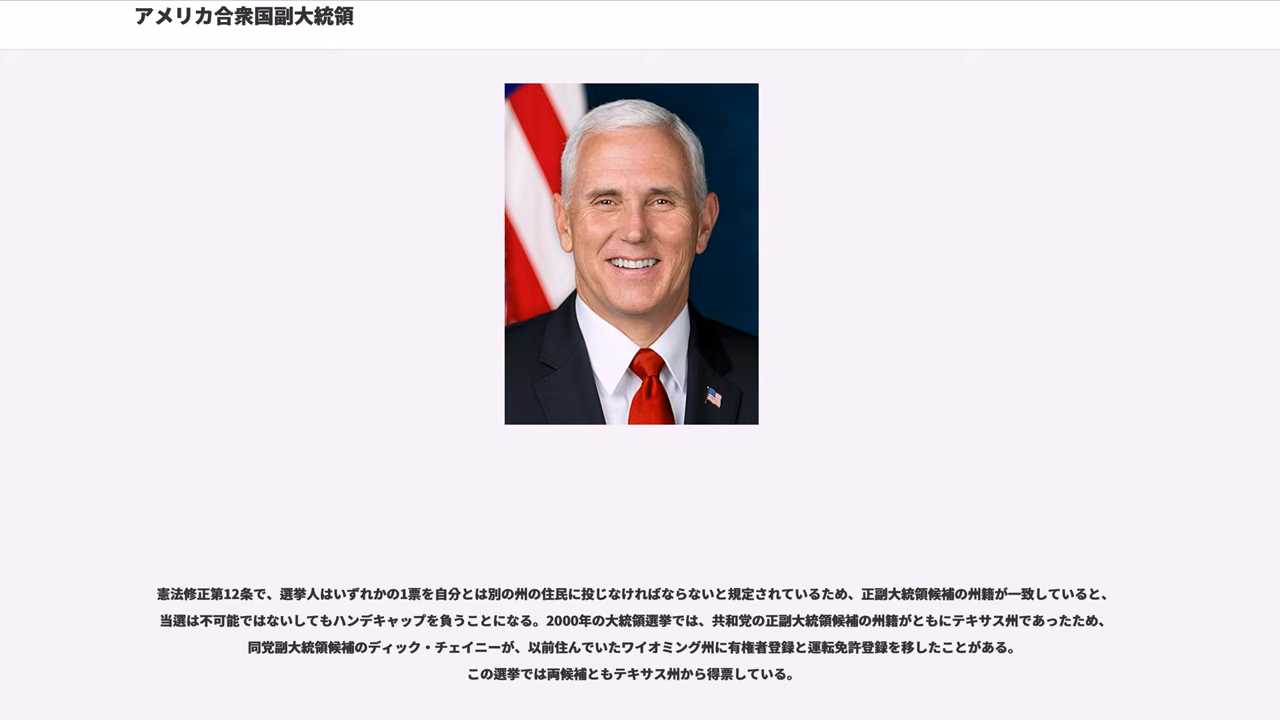 アメリカ合衆国副大統領
憲法修正第12条で、選挙人はいずれかの1票を自分とは別の州の住民に投じなければならないと規定されているため、正副大統領候補の州籍が一致していると、
当選は不可能ではないしてもハンデキャップを負うことになる。2000年の大統領選挙では、共和党の正副大統領候補の州籍がともにテキサス州であったため、
同党副大統領候補のディック・チェイニーが、以前住んでいたワイオミング州に有権者登録と運転免許登録を移したことがある。
この選挙では両候補ともテキサス州から得票している。